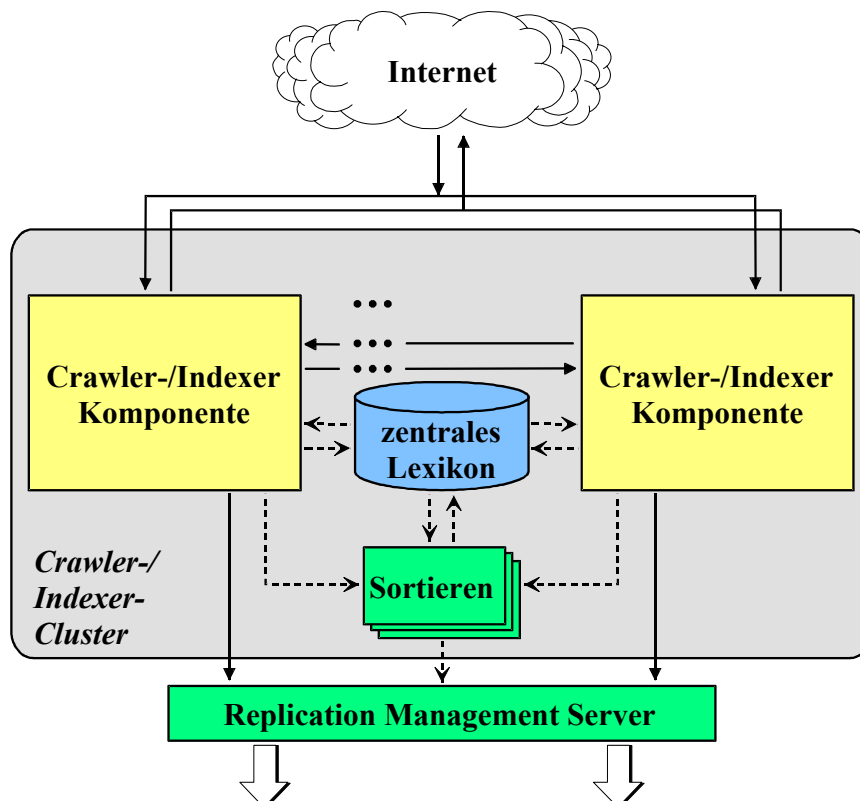 Internet
Crawler-/Indexer
Komponente
Crawler-/Indexer
Komponente
zentrales
Lexikon
Sortieren
Crawler-/
Indexer-
Cluster
Replication Management Server